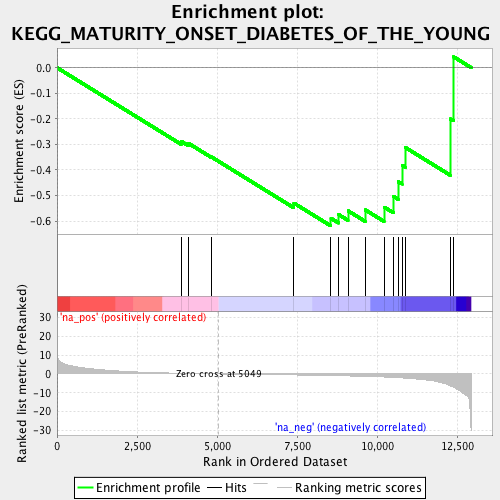 Enrichment plot:
KEGG_MATURITY_ONSET_DIABETES_OF_THE_YOUNG
Enrichment score (ES)
0.0
-0.1
-0.2
-0.3
-0.4
-0.5
-0.6
Ranked list metric (PreRanked)
30
20
10
0
-10
-20
-30
'na_pos' (positively correlated)
Zero cross at 5049
'na_neg' (negatively correlated)
0
2,500
5,000
7,500
10,000
12,500
Rank in Ordered Dataset
Enrichment profile
Hits
Ranking metric scores